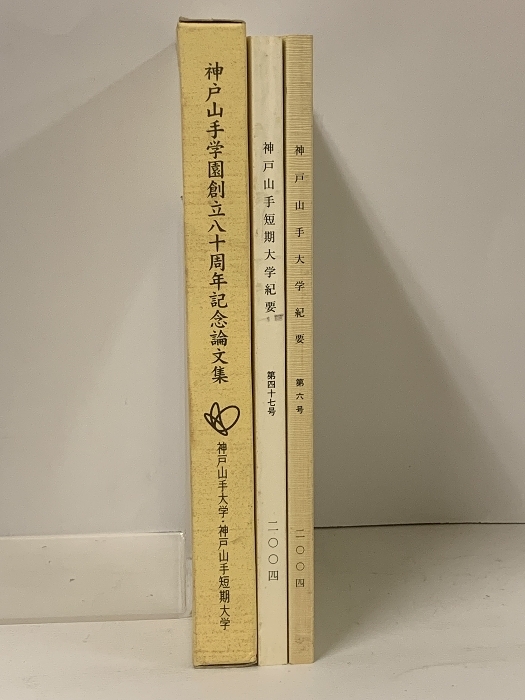 神戸山手学園創立八十周年記念論文集
神戸山手大学・神戸山手短期大学
神戸山手短期大学紀要
第四十七号
二〇〇四
神戸山手大学紀要
第六号
二〇〇四